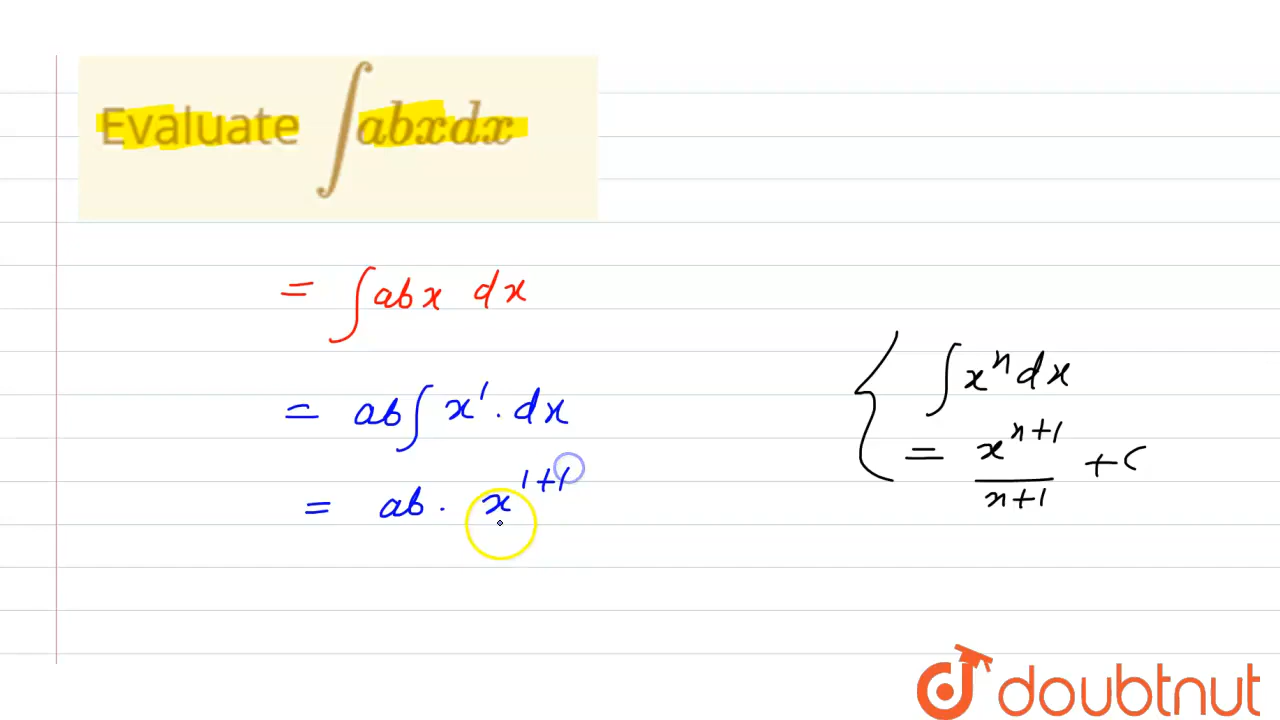 Evaluate ∫abxdx
= ∫abx dx
= ab∫x¹.dx
= ab. x¹⁺¹
∫xⁿdx
= xⁿ⁺¹/n+1 +C
doubtnut